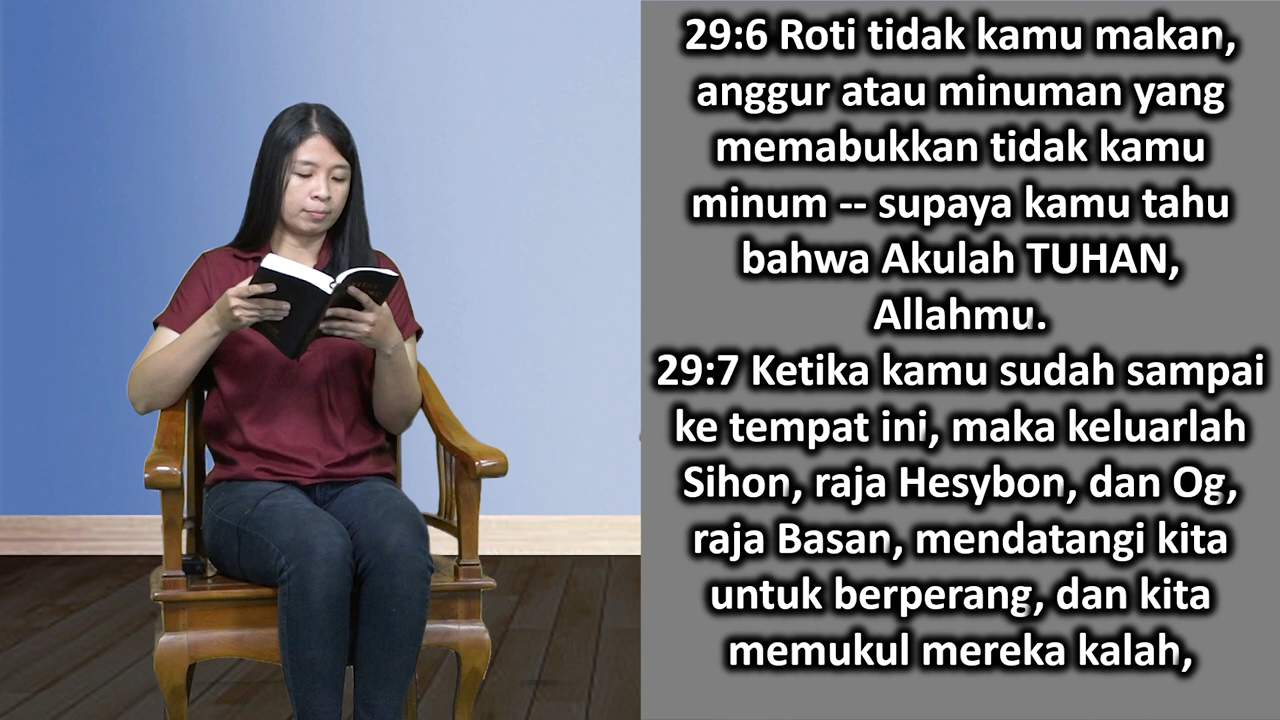 29:6 Roti tidak kamu makan,
anggur atau minuman yang
memabukkan tidak kamu
minum -- supaya kamu tahu
bahwa Akulah TUHAN,
Allahmu.
29:7 Ketika kamu sudah sampai
ke tempat ini, maka keluarlah
Sihon, raja Hesybon, dan Og,
raja Basan, mendatangi kita
untuk berperang, dan kita
memukul mereka kalah,